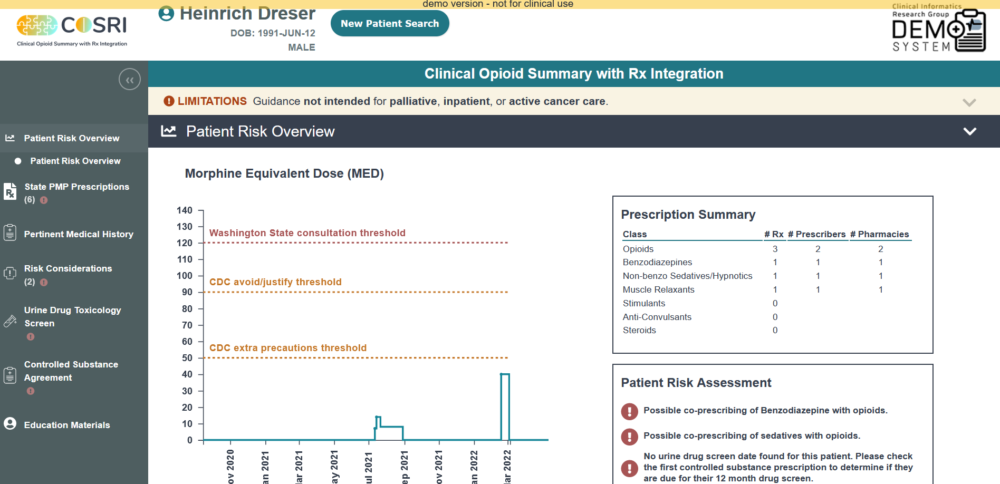 demo version - not for clinical use
COSRI
Clinical Opioid Summary with Rx Integration
Heinrich Dreser
DOB: 1991-JUN-12
MALE
New Patient Search
Clinical Informatics
Research Group
DEMO
SYSTEM
Clinical Opioid Summary with Rx Integration
LIMITATIONS Guidance not intended for palliative, inpatient, or active cancer care.
Patient Risk Overview
Patient Risk Overview
Patient Risk Overview
State PMP Prescriptions
(6)
Pertinent Medical History
Risk Considerations
(2)
Urine Drug Toxicology
Screen
Controlled Substance
Agreement
Education Materials
Morphine Equivalent Dose (MED)
140
130
Washington State consultation threshold
120
110
100
CDC avoid/justify threshold
90
80
70
60
CDC extra precautions threshold
50
40
30
20
10
0
ov 2020
an 2021
lar 2021
ay 2021
ul 2021
ep 2021
ov 2021
an 2022
lar 2022
Prescription Summary
Class # Rx # Prescribers # Pharmacies
Opioids 3 2 2
Benzodiazepines 1 1 1
Non-benzo Sedatives/Hypnotics 1 1 1
Muscle Relaxants 1 1 1
Stimulants 0
Anti-Convulsants 0
Steroids 0
Patient Risk Assessment
Possible co-prescribing of Benzodiazepine with opioids.
Possible co-prescribing of sedatives with opioids.
No urine drug screen date found for this patient. Please check
the first controlled substance prescription to determine if they
are due for their 12 month drug screen.